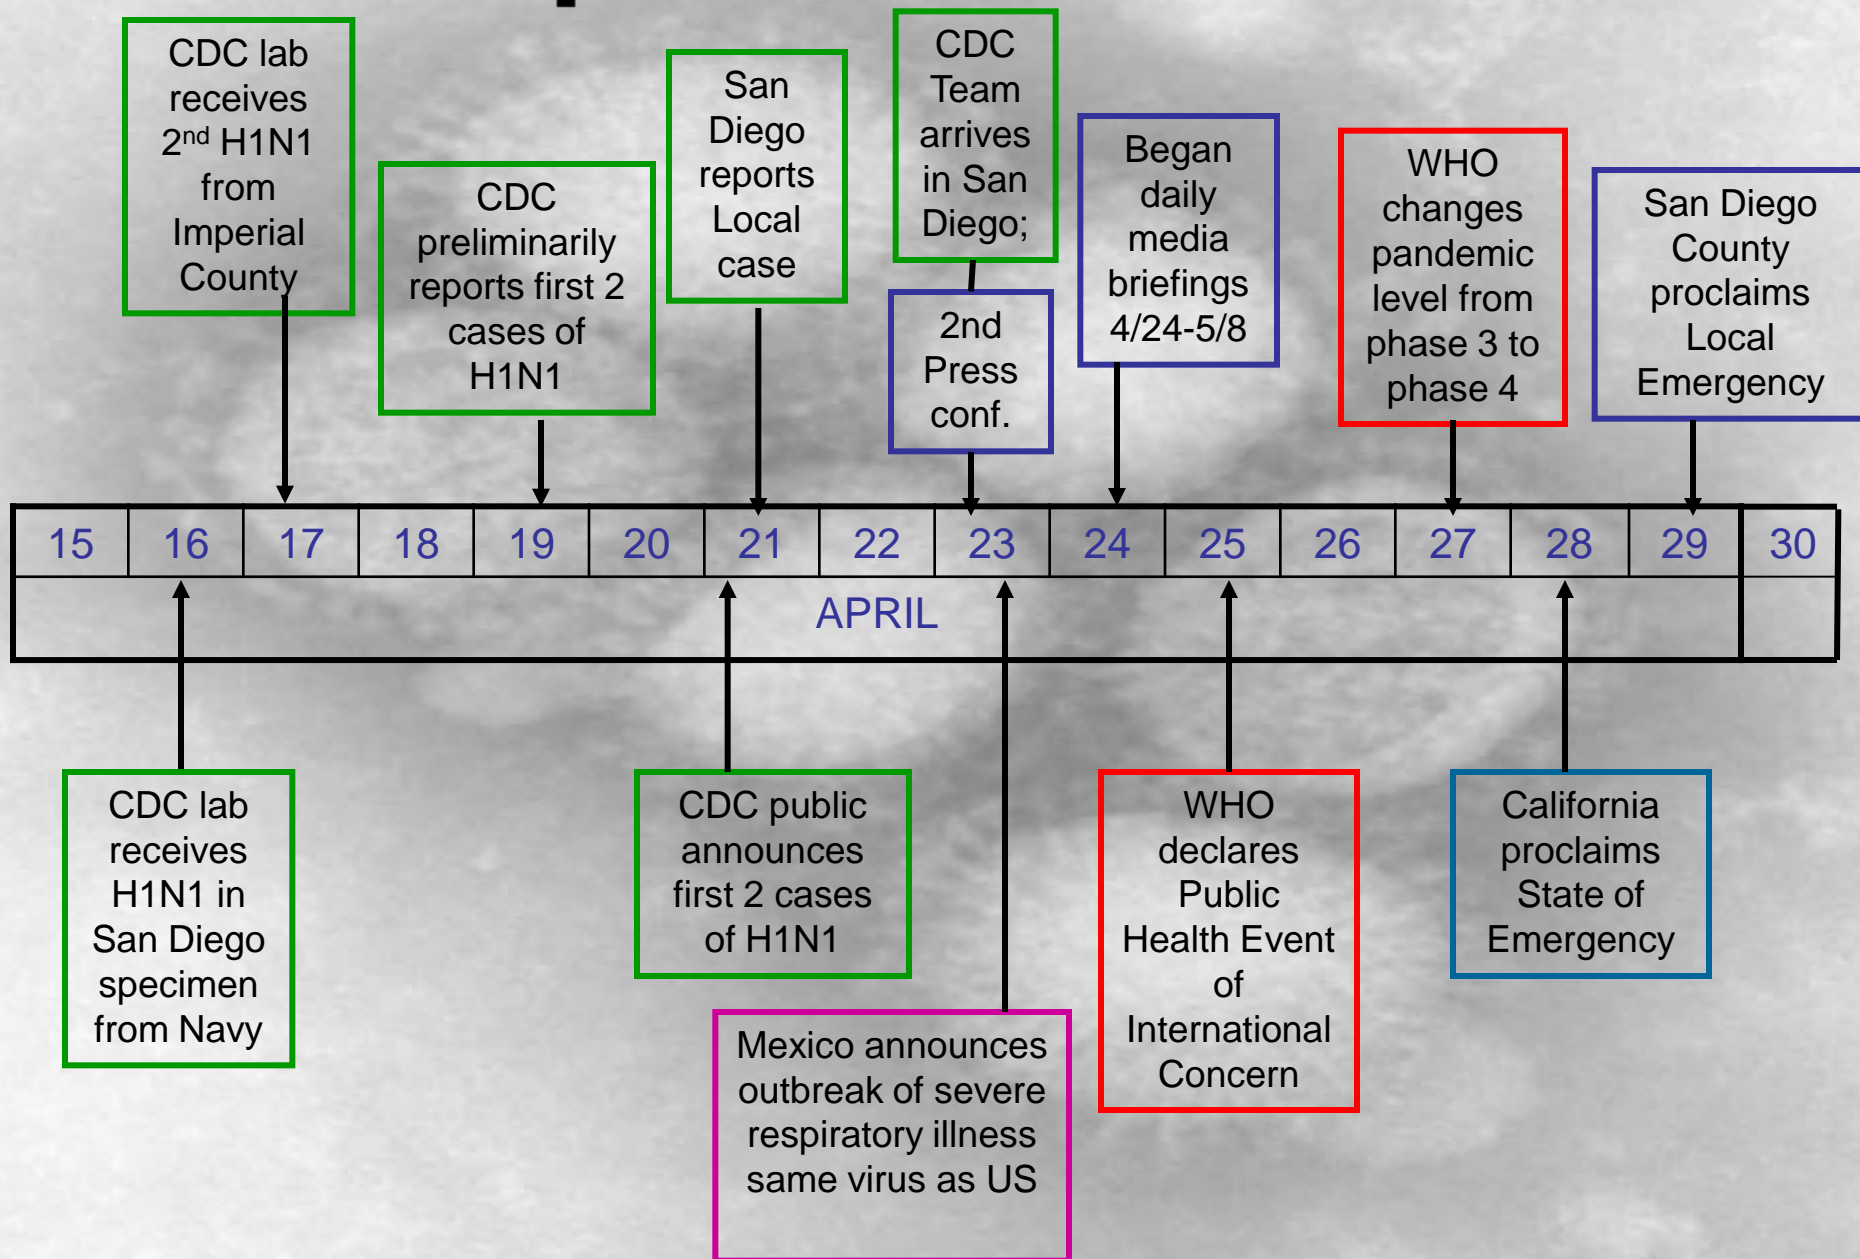 CDC lab
receives
2nd H1N1
from
Imperial
County
CDC
preliminarily
reports first 2
cases of
H1N1
San
Diego
reports
Local
case
CDC
Team
arrives
in San
Diego;
2nd
Press
conf.
Began
daily
media
briefings
4/24-5/8
WHO
changes
pandemic
level from
phase 3 to
phase 4
San Diego
County
proclaims
Local
Emergency
15 16 17 18 19 20 21 22 23 24 25 26 27 28 29 30
APRIL
CDC lab
receives
H1N1 in
San Diego
specimen
from Navy
CDC public
announces
first 2 cases
of H1N1
Mexico announces
outbreak of severe
respiratory illness
same virus as US
WHO
declares
Public
Health Event
of
International
Concern
California
proclaims
State of
Emergency